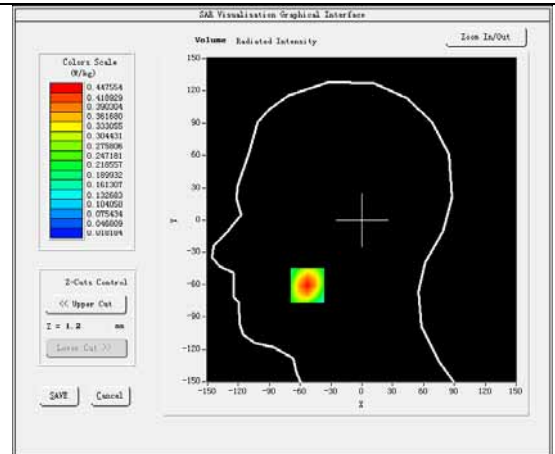 SAR Visualisation Graphical Interface
Volume Radiated Intensity
Zoom In/Out
Colors Scale
(W/kg)
0.447554
0.418929
0.390304
0.361680
0.333055
0.304431
0.275806
0.247181
0.218557
0.189932
0.161307
0.132683
0.104058
0.075434
0.046809
0.018184
150
120
90
60
30
0
-30
-60
-90
-120
-150
Y
-150 -120 -90 -60 -30 0 30 60 90 120 150
X
Z-Cuts Control
<< Upper Cut
Z = 1.2 mm
Lower Cut >>
SAVE Cancel